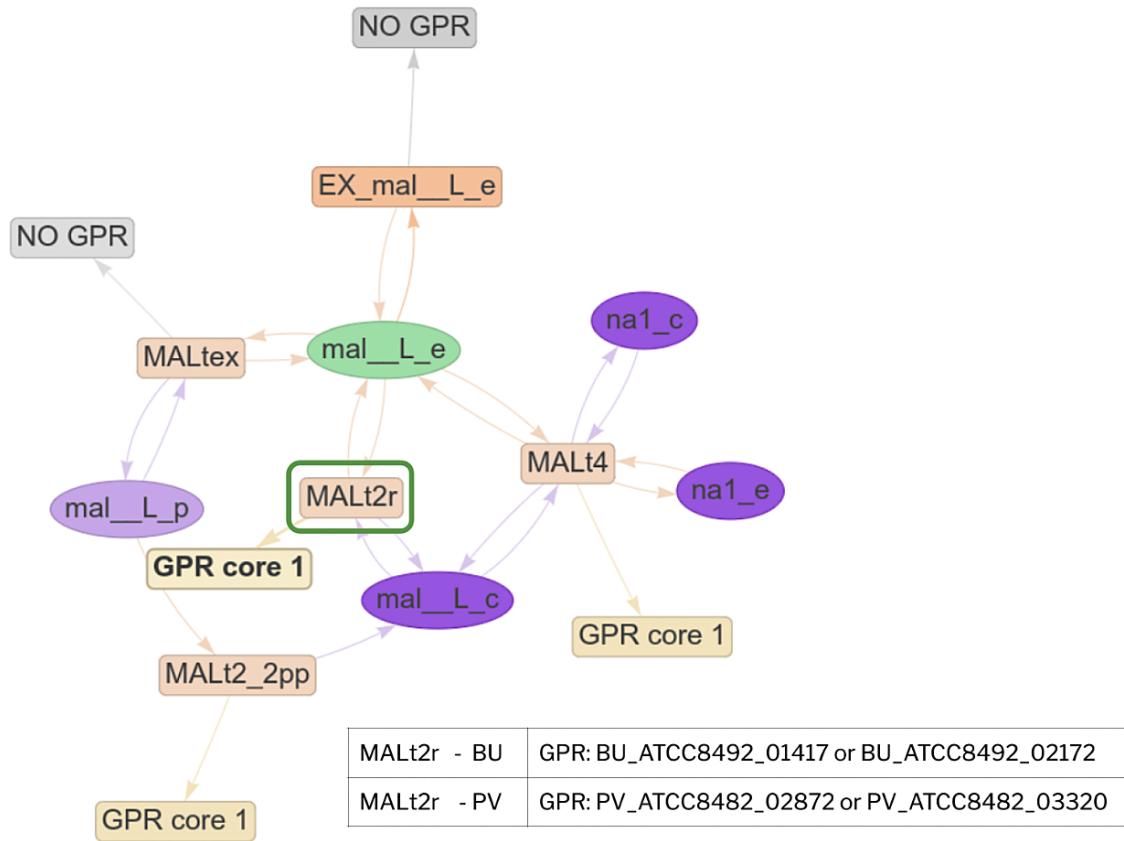 NO GPR
EX_mal__L_e
NO GPR
na1_c
mal__L_e
MALtex
MALt4
na1_e
MALt2r
mal__L_p
GPR core 1
mal__L_c
GPR core 1
MALt2_2pp
MALt2r - BU GPR: BU_ATCC8492_01417 or BU_ATCC8492_02172
MALt2r - PV GPR: PV_ATCC8482_02872 or PV_ATCC8482_03320
GPR core 1